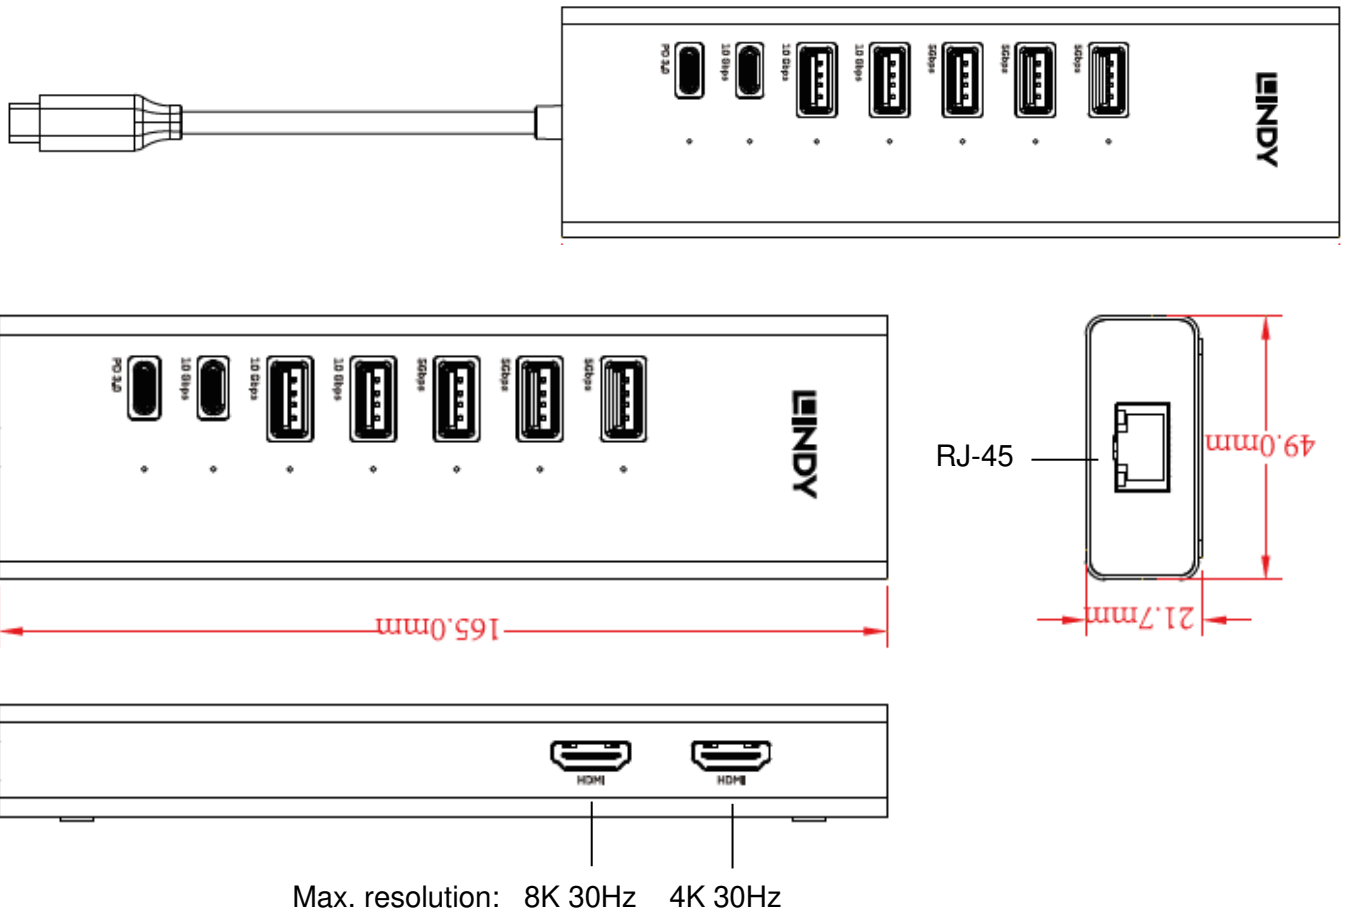 PD 3.0
10 Gbps
10 Gbps
10 Gbps
5Gbps
5Gbps
5Gbps
LINDY
PD 3.0
10 Gbps
10 Gbps
10 Gbps
5Gbps
5Gbps
5Gbps
LINDY
RJ-45
49.0mm
165.0mm
21.7mm
HDMI
HDMI
Max. resolution: 8K 30Hz 4K 30Hz